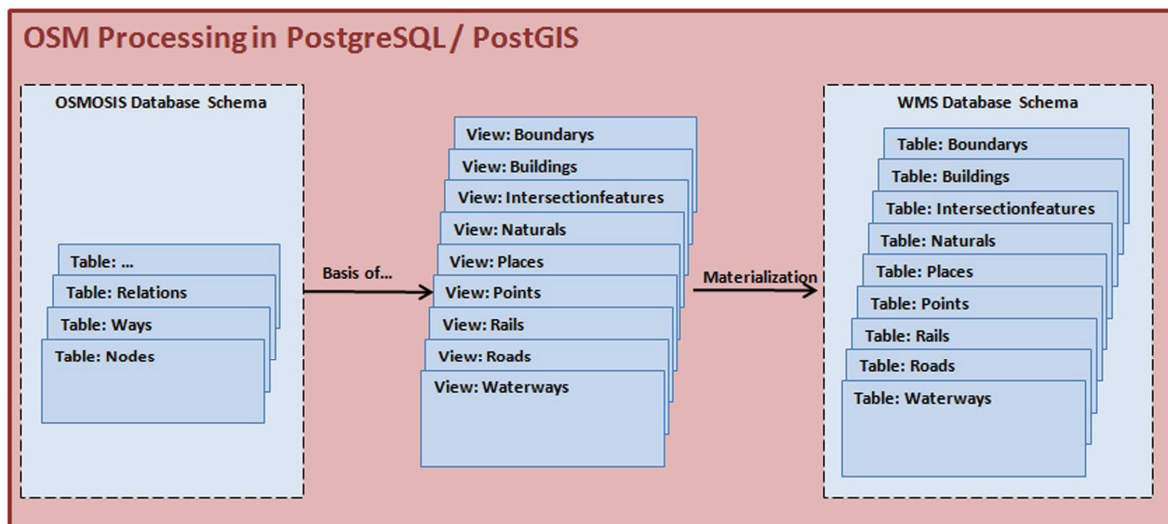 OSM Processing in PostgreSQL / PostGIS
OSMOSIS Database Schema
Table: ...
Table: Relations
Table: Ways
Table: Nodes
Basis of...
View: Boundarys
View: Buildings
View: Intersectionfeatures
View: Naturals
View: Places
View: Points
View: Rails
View: Roads
View: Waterways
Materialization
WMS Database Schema
Table: Boundarys
Table: Buildings
Table: Intersectionfeatures
Table: Naturals
Table: Places
Table: Points
Table: Rails
Table: Roads
Table: Waterways